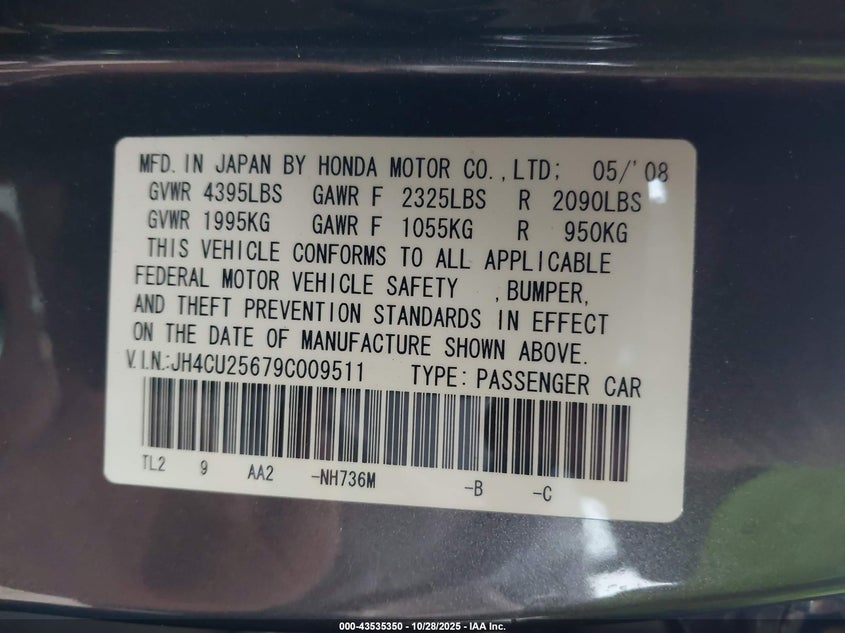 MFD. IN JAPAN BY HONDA MOTOR CO.,LTD; 05/'08
GVWR 4395LBS GAWR F 2325LBS R 2090LBS
GVWR 1995KG GAWR F 1055KG R 950KG
THIS VEHICLE CONFORMS TO ALL APPLICABLE
FEDERAL MOTOR VEHICLE SAFETY ,BUMPER,
AND THEFT PREVENTION STANDARDS IN EFFECT
ON THE DATE OF MANUFACTURE SHOWN ABOVE.
V.I.N.:JH4CU25679C009511 TYPE: PASSENGER CAR
TL2 9 AA2 -NH736M -B -C
000-43535350 - 10/28/2025 - IAA Inc.